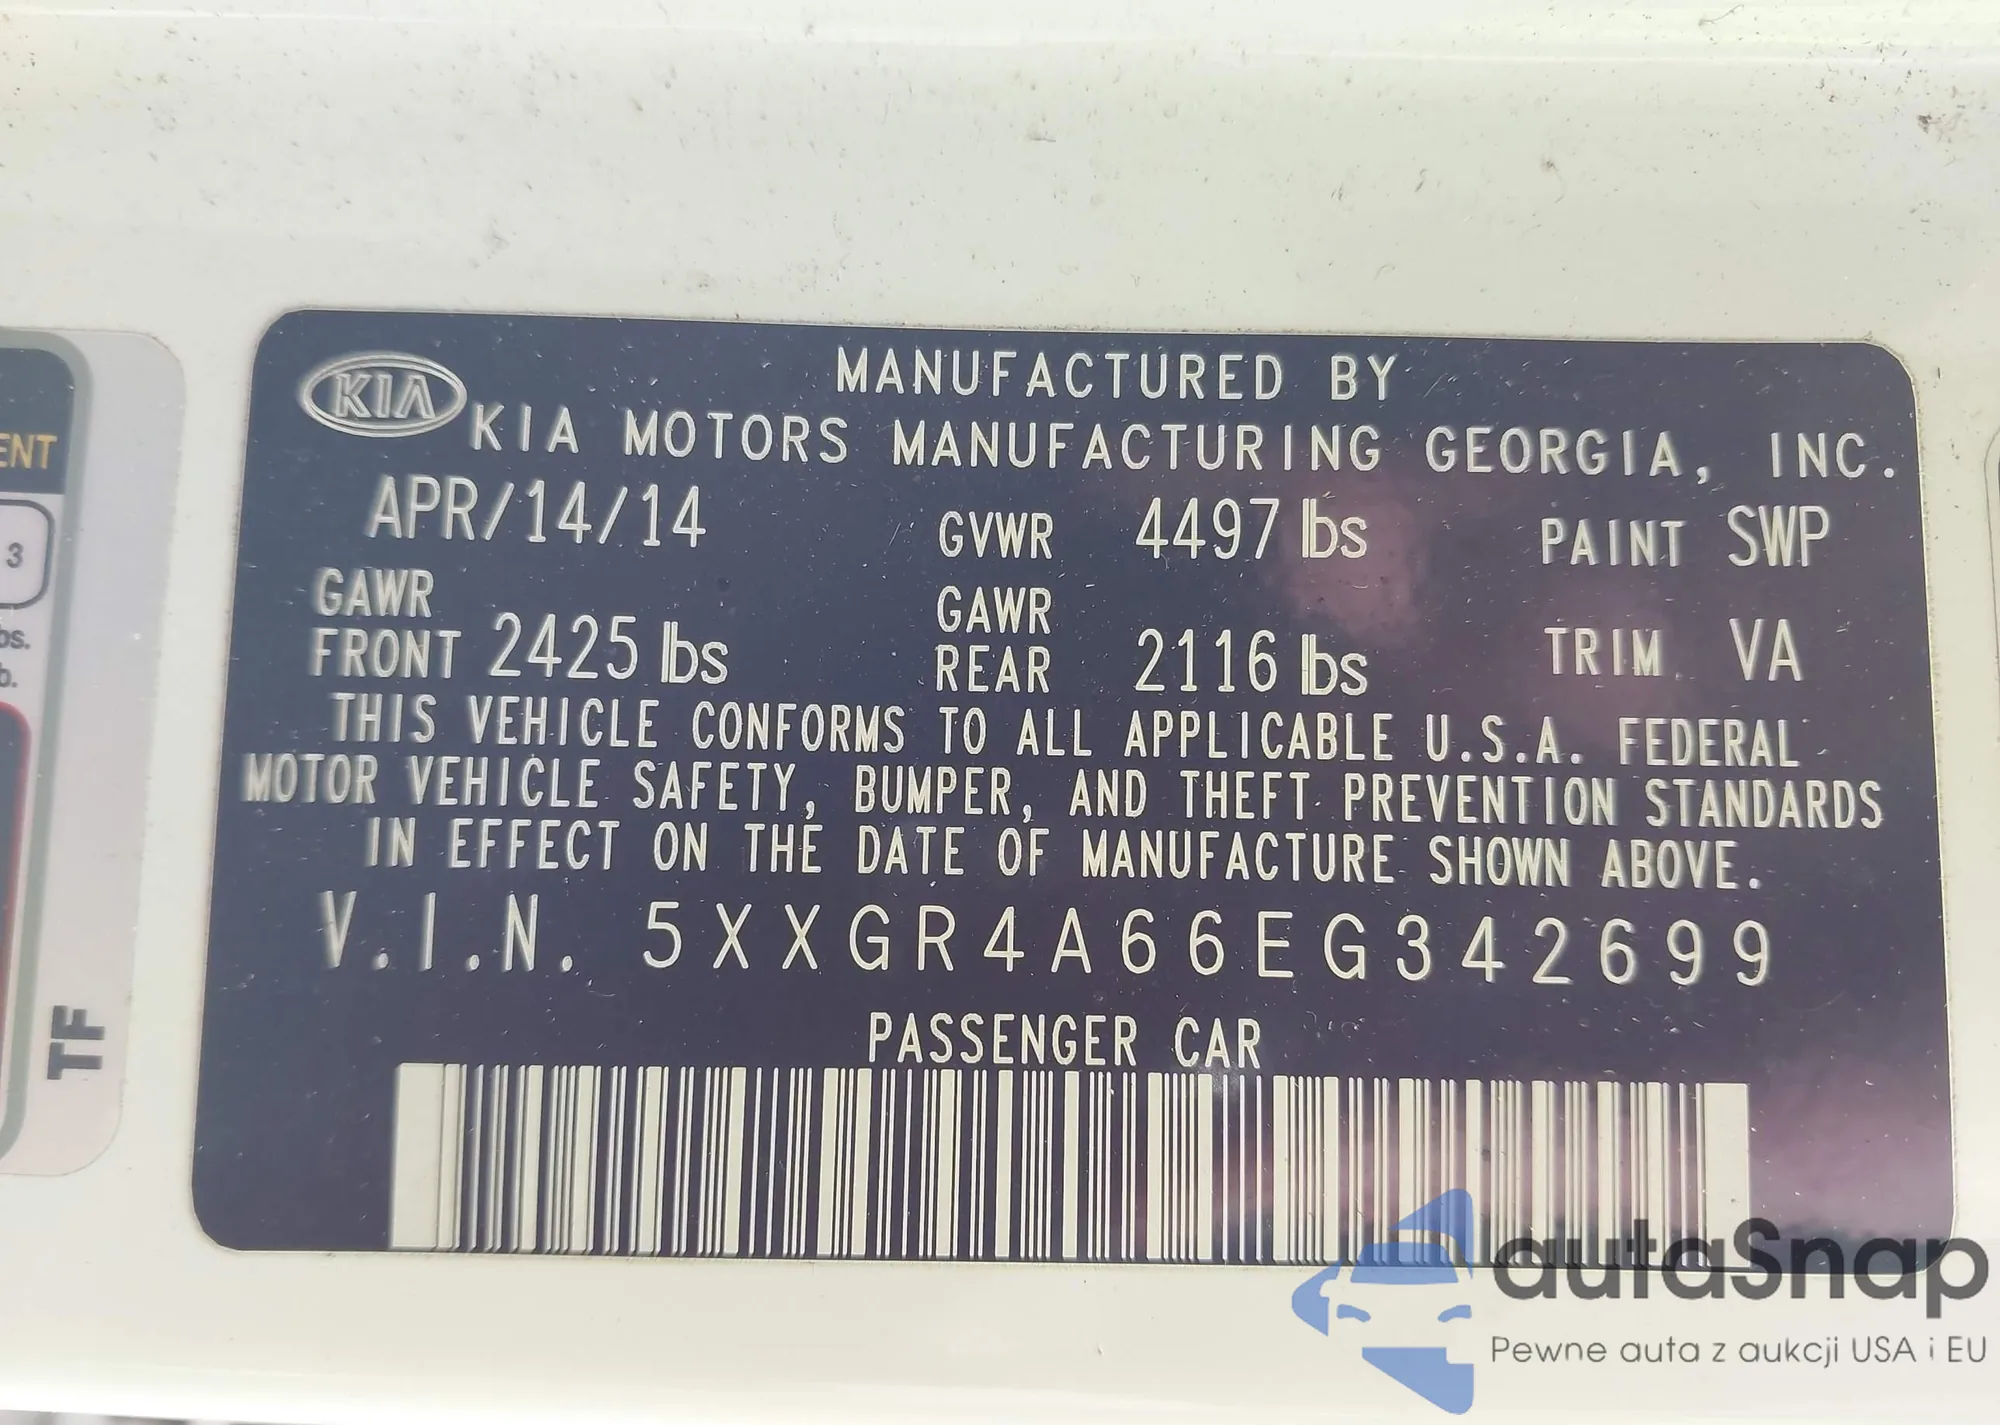 MANUFACTURED BY
KIA
KIA MOTORS MANUFACTURING GEORGIA, INC.
APR/14/14 GVWR 4497 lbs PAINT SWP
GAWR FRONT 2425 lbs GAWR REAR 2116 lbs TRIM VA
THIS VEHICLE CONFORMS TO ALL APPLICABLE U.S.A. FEDERAL
MOTOR VEHICLE SAFETY, BUMPER, AND THEFT PREVENTION STANDARDS
IN EFFECT ON THE DATE OF MANUFACTURE SHOWN ABOVE.
V.I.N. 5XXGR4A66EG342699
PASSENGER CAR
3
TF
autaSnap
Pewne auta z aukcji USA i EU